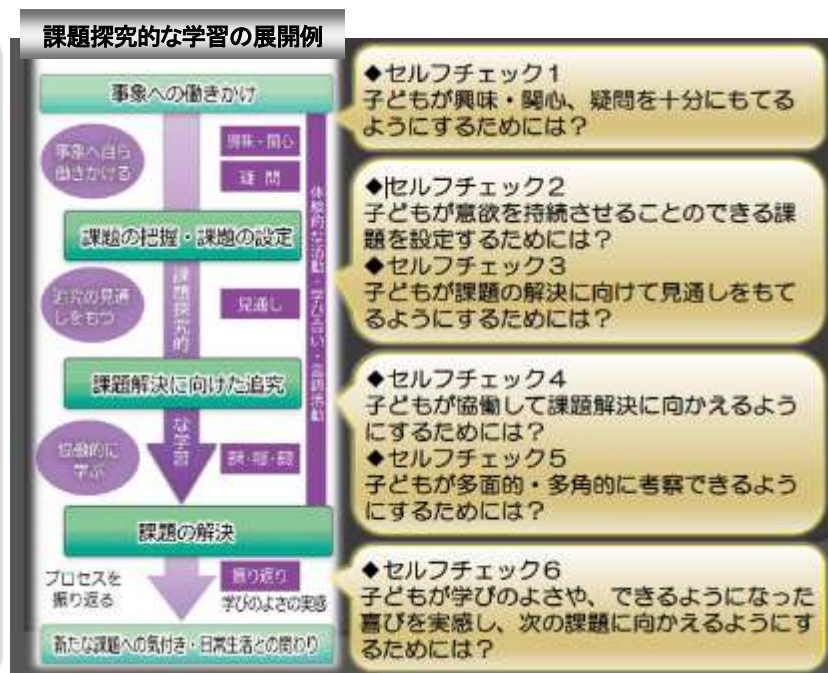 課題探究的な学習の展開例
事象への働きかけ
事象へ自ら
働きかける
興味・関心
疑 問
課題の把握・課題の設定
追究の見通
しをもつ
見通し
課題解決に向けた追究
協働的に
学ぶ
課題の解決
プロセスを
振り返る
振り返り
学びのよさの実感
新たな課題への気付き・日常生活との関わり
課題探究的
な学習
体験的な活動・学び合い・言語活動
◆セルフチェック1
子どもが興味・関心、疑問を十分にもてる
ようにするためには？
◆セルフチェック2
子どもが意欲を持続させることのできる課
題を設定するためには？
◆セルフチェック3
子どもが課題の解決に向けて見通しをもて
るようにするためには？
◆セルフチェック4
子どもが協働して課題解決に向かえるよう
にするためには？
◆セルフチェック5
子どもが多面的・多角的に考察できるよう
にするためには？
◆セルフチェック6
子どもが学びのよさや、できるようになった
喜びを実感し、次の課題に向かえるようにす
るためには？